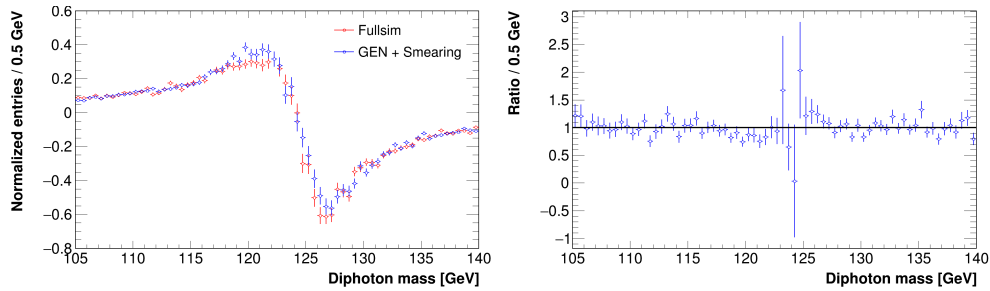 Normalized entries / 0.5 GeV
0.6
0.4
0.2
0
−0.2
−0.4
−0.6
−0.8
Fullsim
GEN + Smearing
105 110 115 120 125 130 135 140
Diphoton mass [GeV]
Ratio / 0.5 GeV
3
2.5
2
1.5
1
0.5
0
−0.5
−1
105 110 115 120 125 130 135 140
Diphoton mass [GeV]